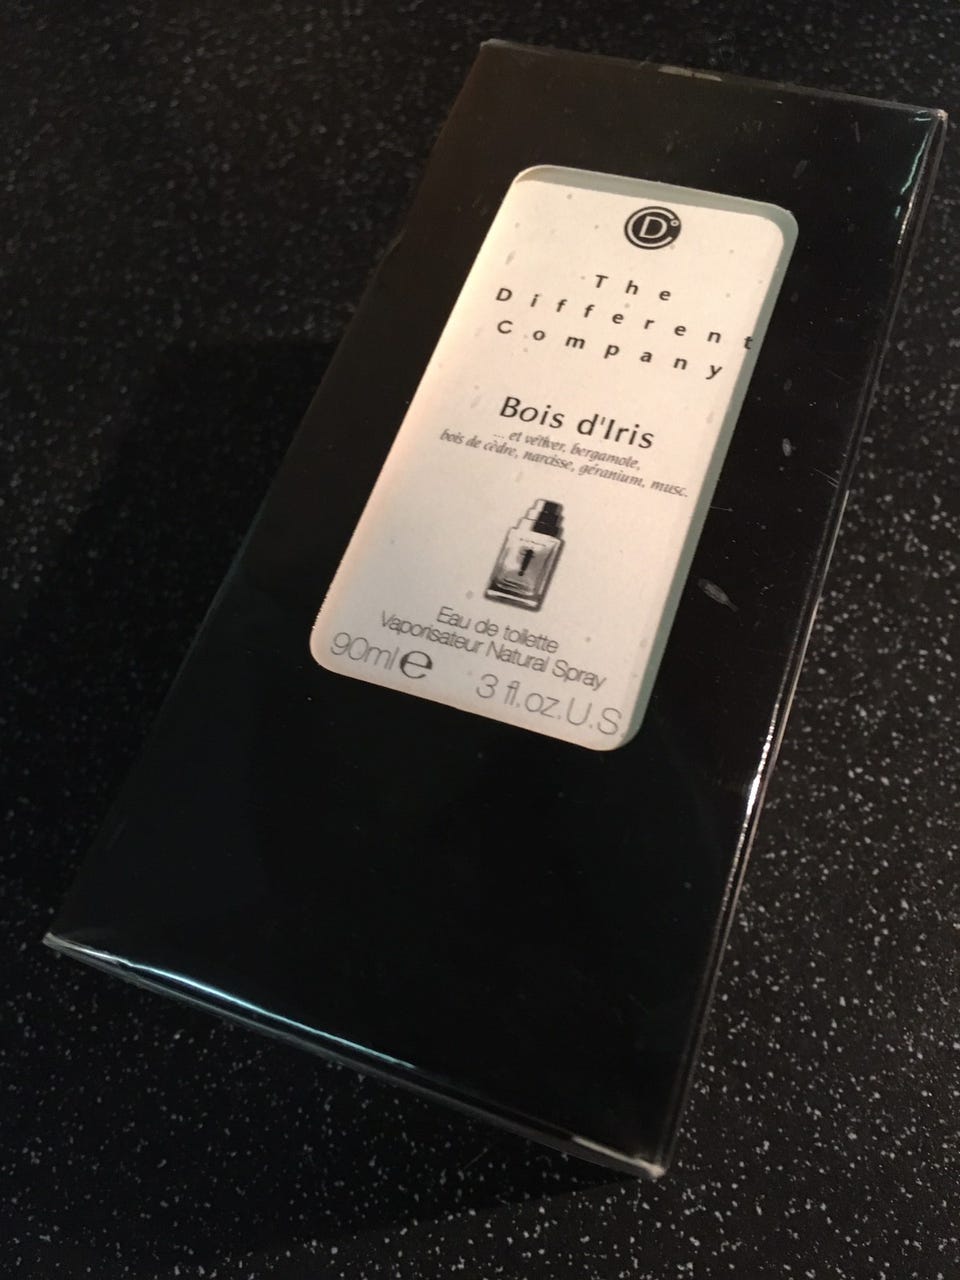 CD
The
Different
Company
Bois d'Iris
... et vétiver, bergamote,
bois de cèdre, narcisse, géranium, musc.
Eau de toilette
Vaporisateur Natural Spray
90ml e 3 fl.oz.U.S